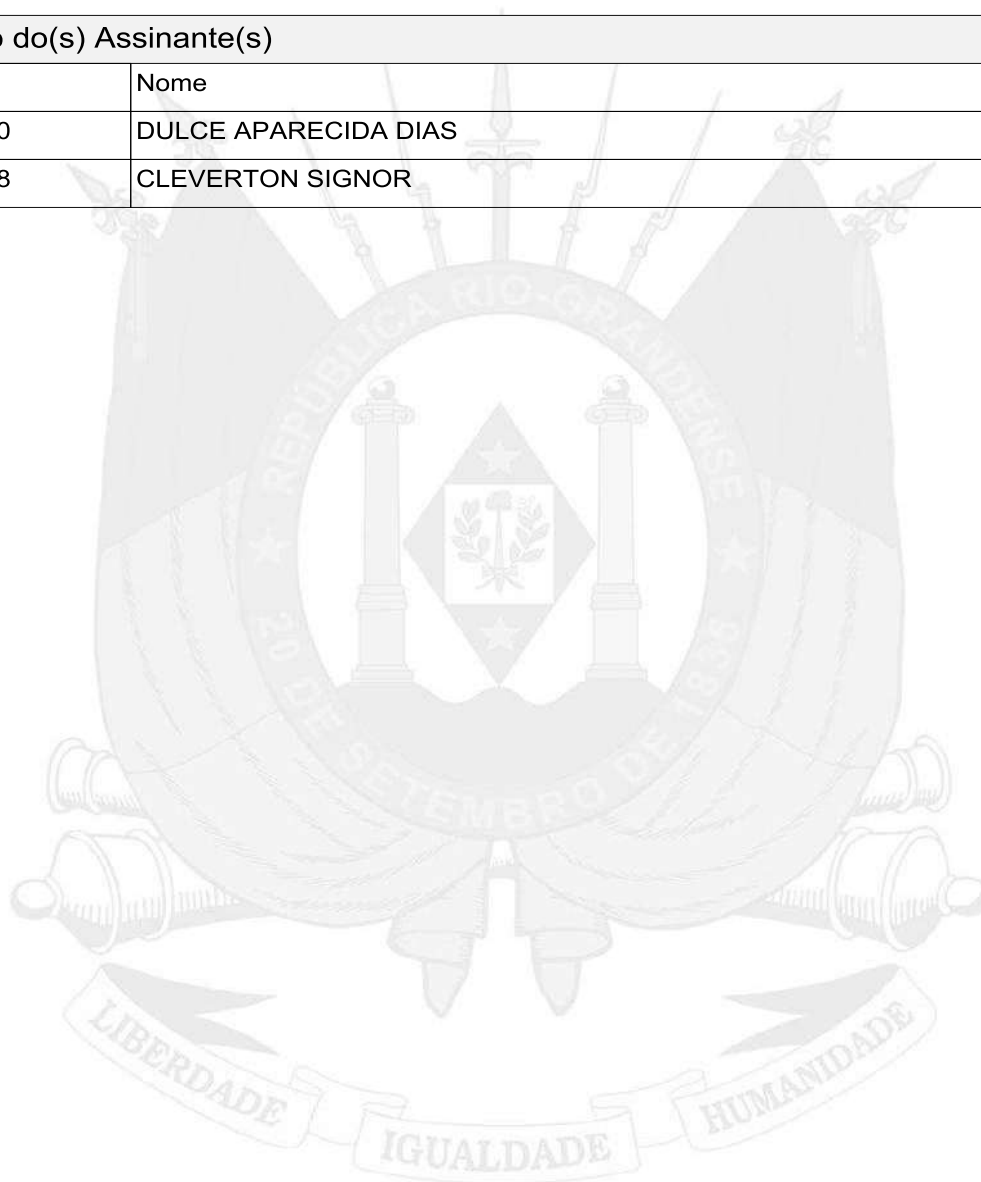 o do(s) Assinante(s)
Nome
0 DULCE APARECIDA DIAS
8 CLEVERTON SIGNOR
REPÚBLICA RIO-GRANDENSE
20 DE SETEMBRO DE 1835
LIBERDADE IGUALDADE HUMANIDADE